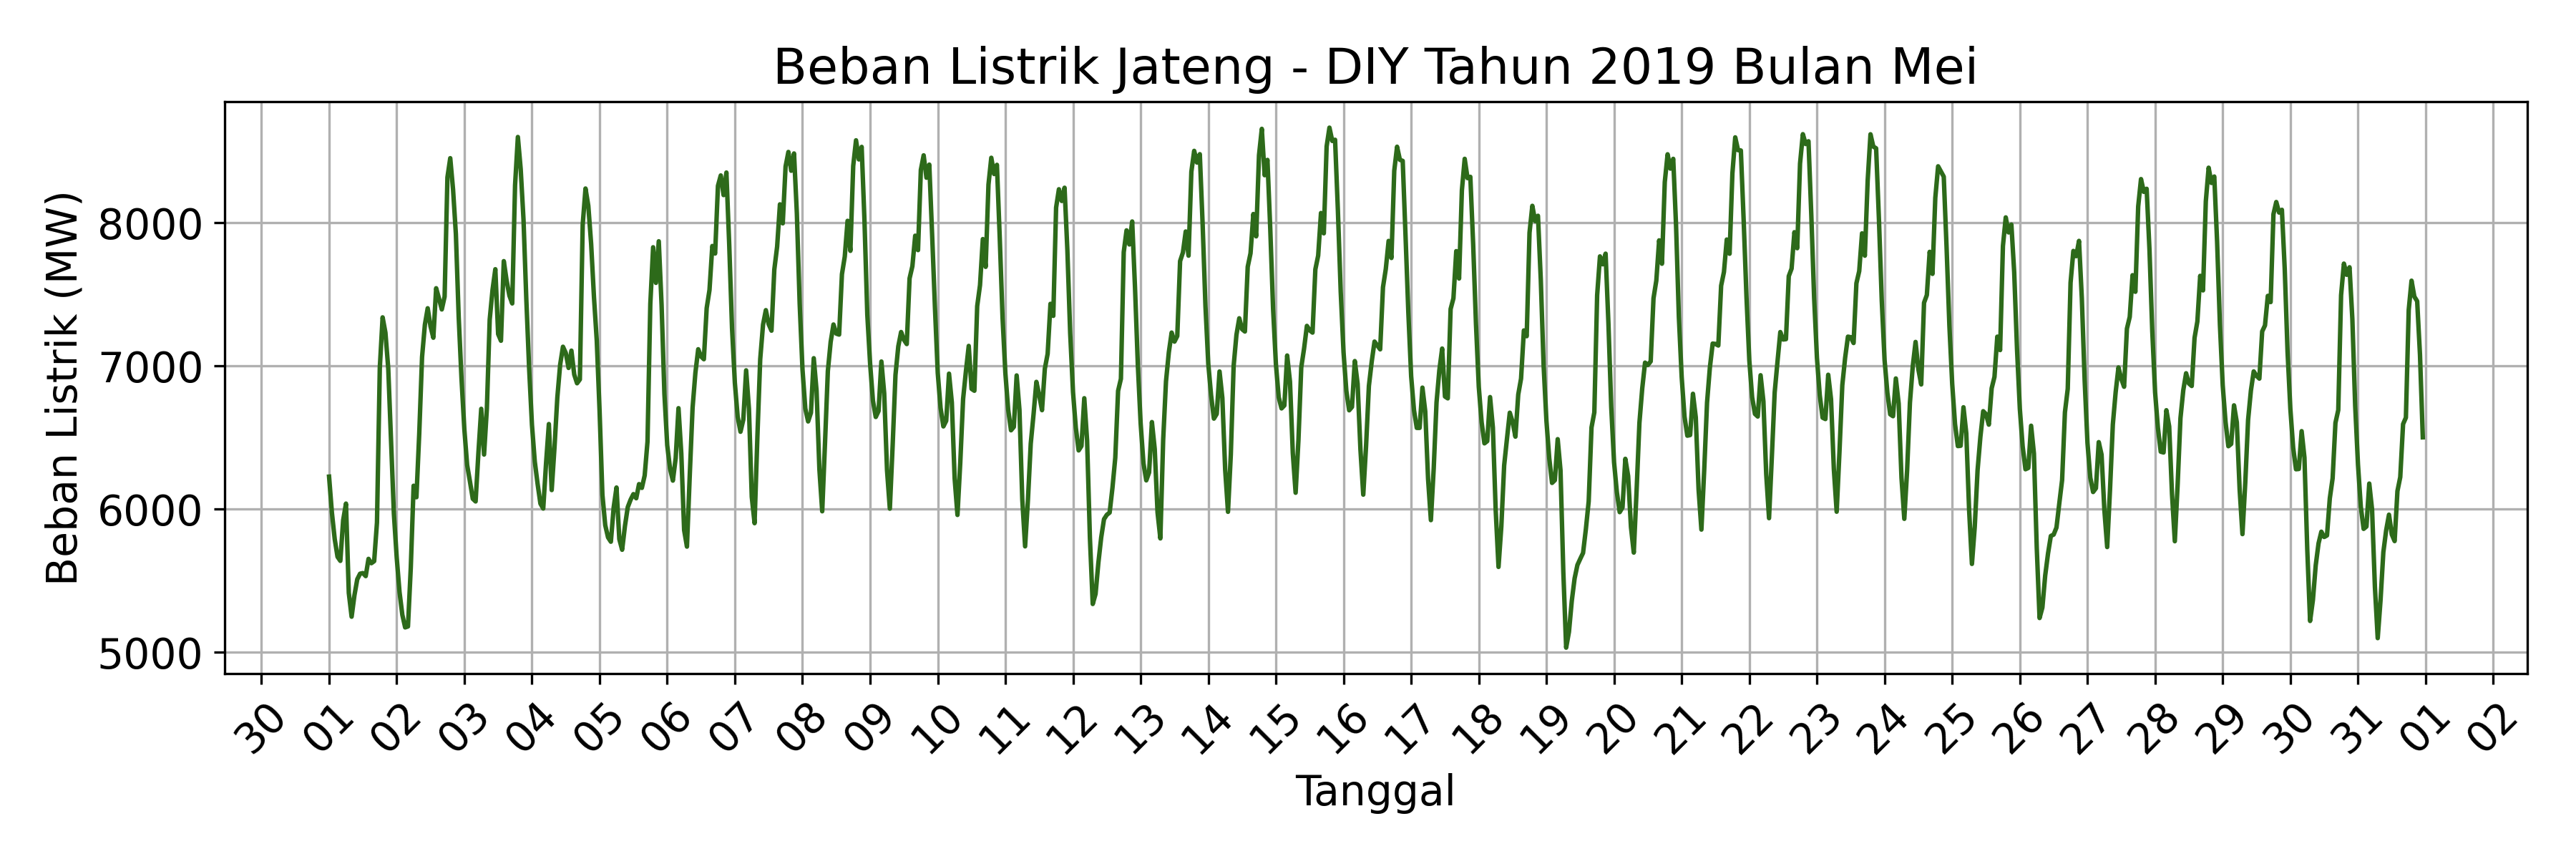 Beban Listrik Jateng - DIY Tahun 2019 Bulan Mei
Beban Listrik (MW)
8000
7000
6000
5000
30 01 02 03 04 05 06 07 08 09 10 11 12 13 14 15 16 17 18 19 20 21 22 23 24 25 26 27 28 29 30 31 01 02
Tanggal